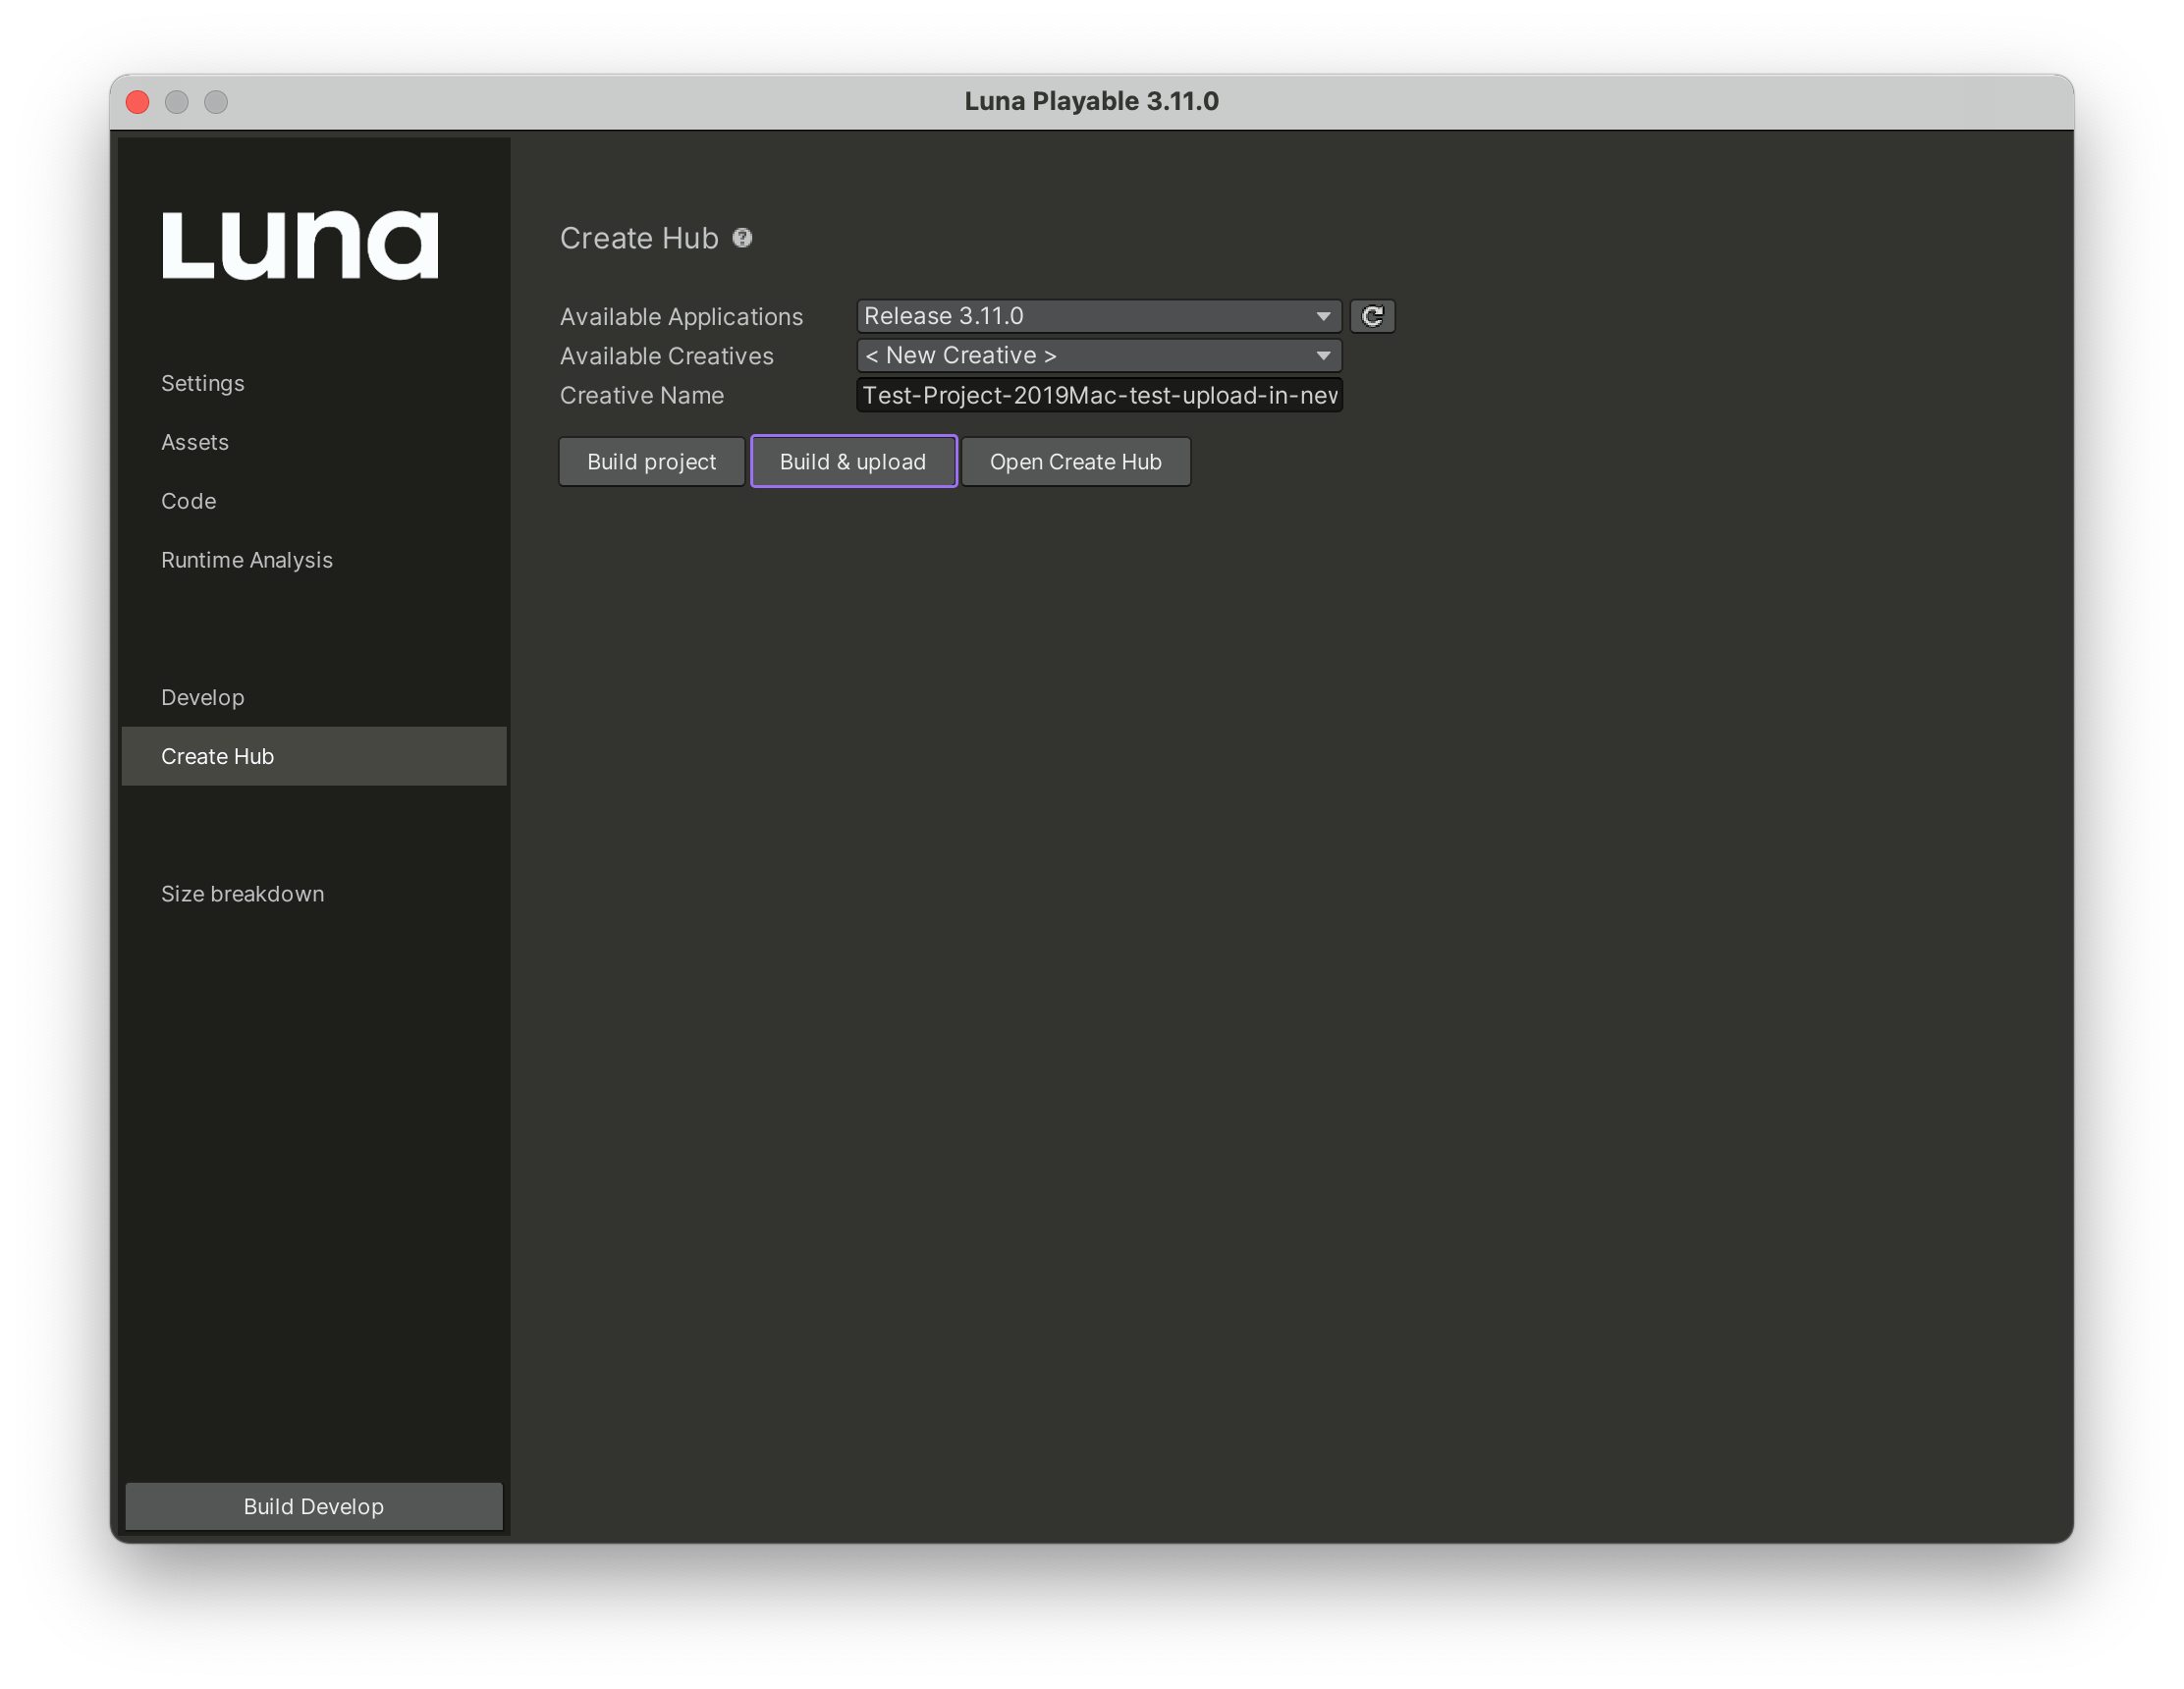 Luna Playable 3.11.0
Luna
Settings
Assets
Code
Runtime Analysis
Develop
Create Hub
Size breakdown
Build Develop
Create Hub ?
Available Applications Release 3.11.0
Available Creatives < New Creative >
Creative Name Test-Project-2019Mac-test-upload-in-new
Build project Build & upload Open Create Hub